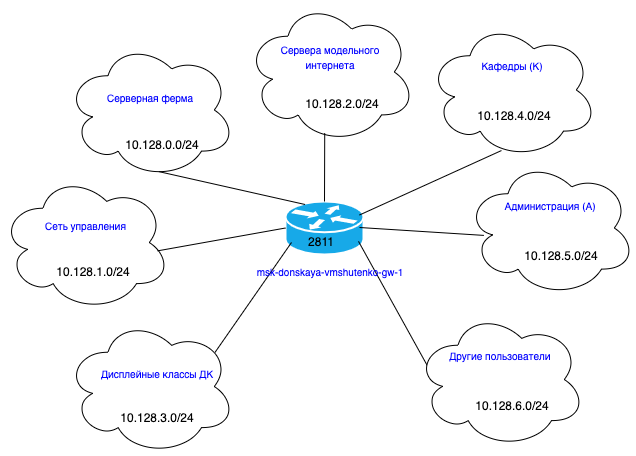 Сервера модельного
интернета
10.128.2.0/24
Кафедры (К)
10.128.4.0/24
Серверная ферма
10.128.0.0/24
Администрация (А)
10.128.5.0/24
Сеть управления
10.128.1.0/24
2811
msk-donskaya-vmshutenko-gw-1
Другие пользователи
10.128.6.0/24
Дисплейные классы ДК
10.128.3.0/24